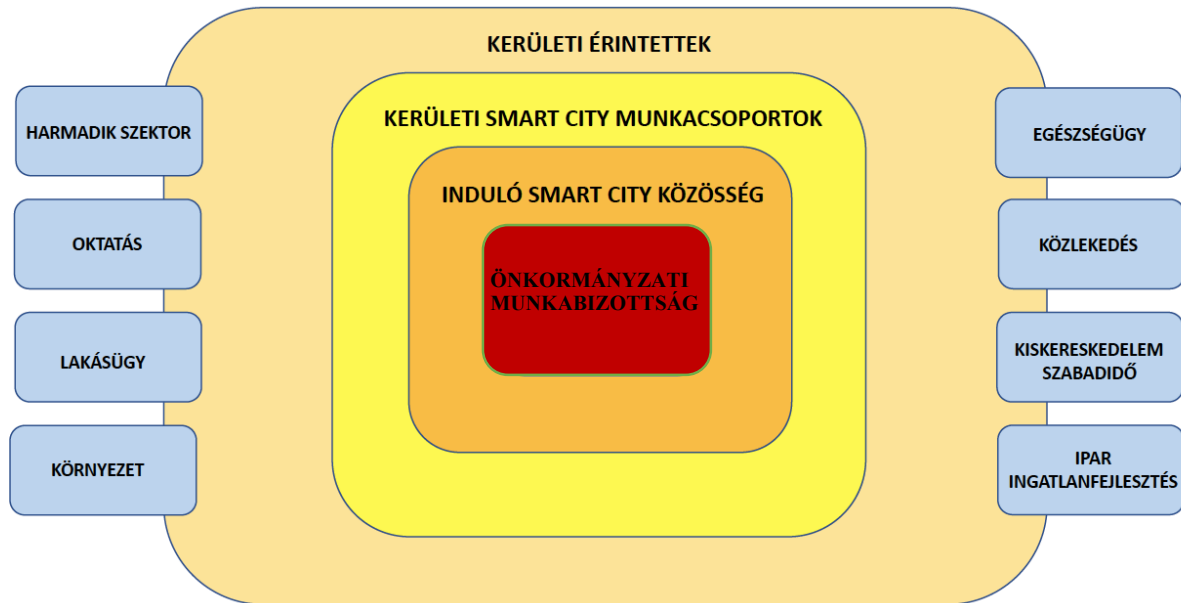 KERÜLETI ÉRINTETTEK
KERÜLETI SMART CITY MUNKACSOPORTOK
INDULÓ SMART CITY KÖZÖSSÉG
ÖNKORMÁNYZATI
MUNKABIZOTTSÁG
HARMADIK SZEKTOR
OKTATÁS
LAKÁSÜGY
KÖRNYEZET
EGÉSZSÉGÜGY
KÖZLEKEDÉS
KISKERESKEDELEM
SZABADIDŐ
IPAR
INGATLANFEJLESZTÉS